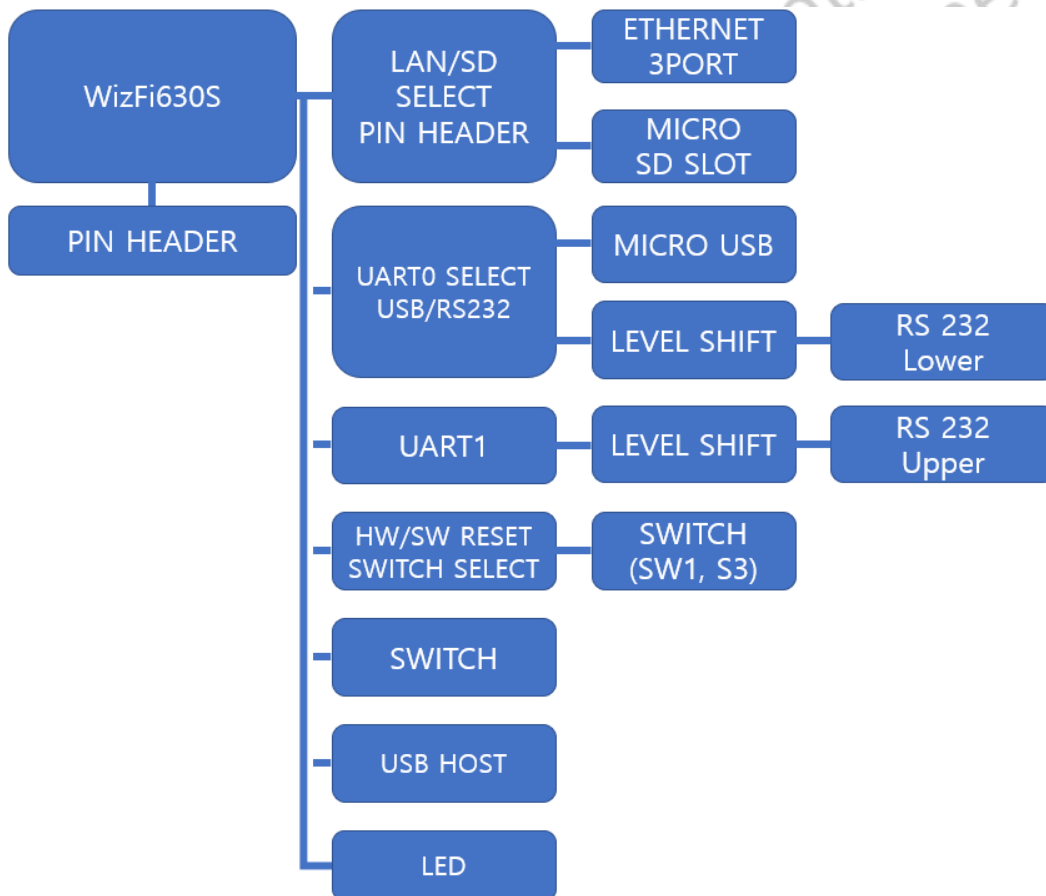 WizFi630S
PIN HEADER
LAN/SD
SELECT
PIN HEADER
ETHERNET
3PORT
MICRO
SD SLOT
UART0 SELECT
USB/RS232
MICRO USB
LEVEL SHIFT
RS 232
Lower
UART1
LEVEL SHIFT
RS 232
Upper
HW/SW RESET
SWITCH SELECT
SWITCH
(SW1, S3)
SWITCH
USB HOST
LED